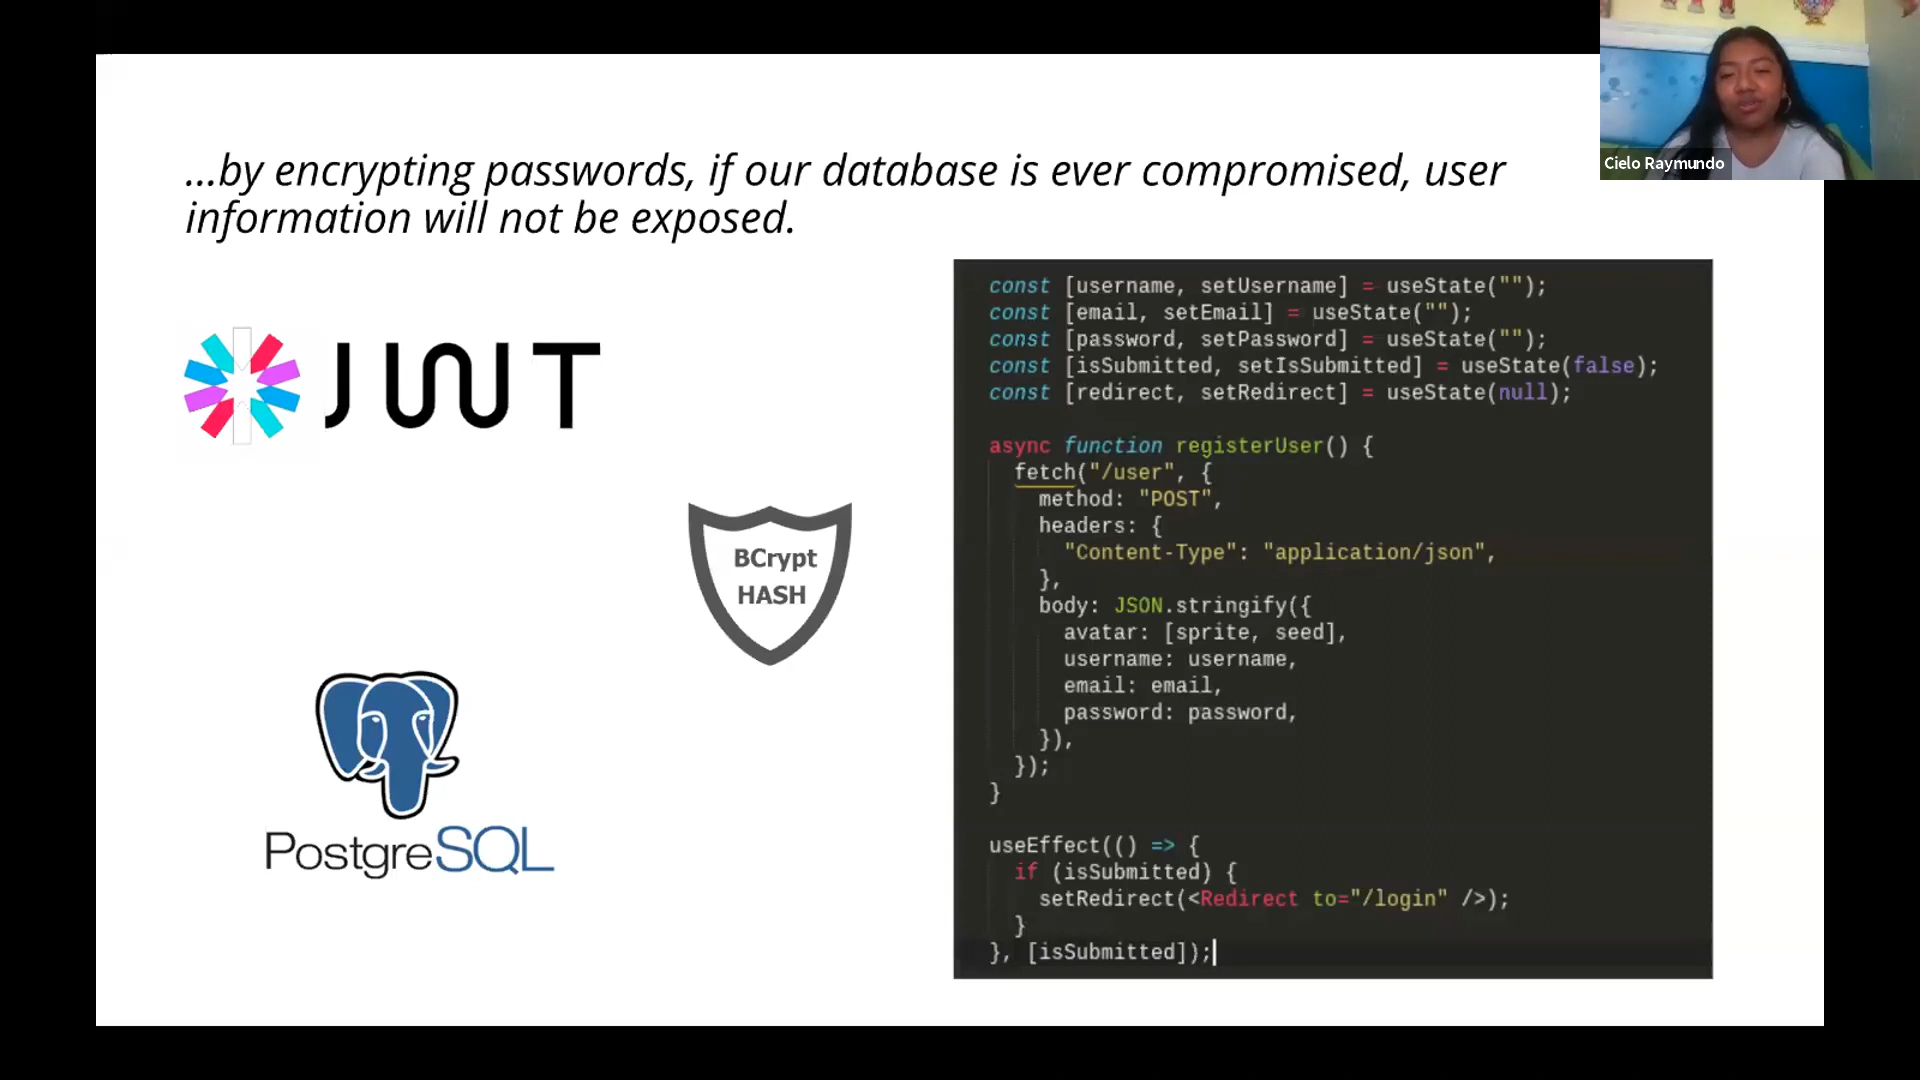 ...by encrypting passwords, if our database is ever compromised, user
information will not be exposed.
Cielo Raymundo
JWT
BCrypt
HASH
PostgreSQL
const [username, setUsername] = useState("");
const [email, setEmail] = useState("");
const [password, setPassword] = useState("");
const [isSubmitted, setIsSubmitted] = useState(false);
const [redirect, setRedirect] = useState(null);
async function registerUser() {
fetch("/user", {
method: "POST",
headers: {
"Content-Type": "application/json",
},
body: JSON.stringify({
avatar: [sprite, seed],
username: username,
email: email,
password: password,
}),
});
}
useEffect(() => {
if (isSubmitted) {
setRedirect(<Redirect to="/login" />);
}
}, [isSubmitted]);